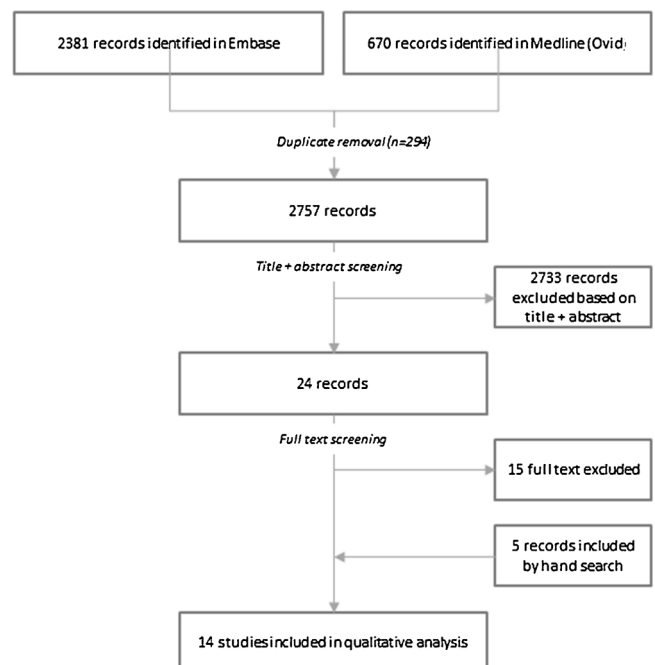 2381 records identified in Embase
670 records identified in Medline (Ovid)
Duplicate removal (n=294)
2757 records
Title + abstract screening
2733 records
excluded based on
title + abstract
24 records
Full text screening
15 full text excluded
5 records included
by hand search
14 studies included in qualitative analysis